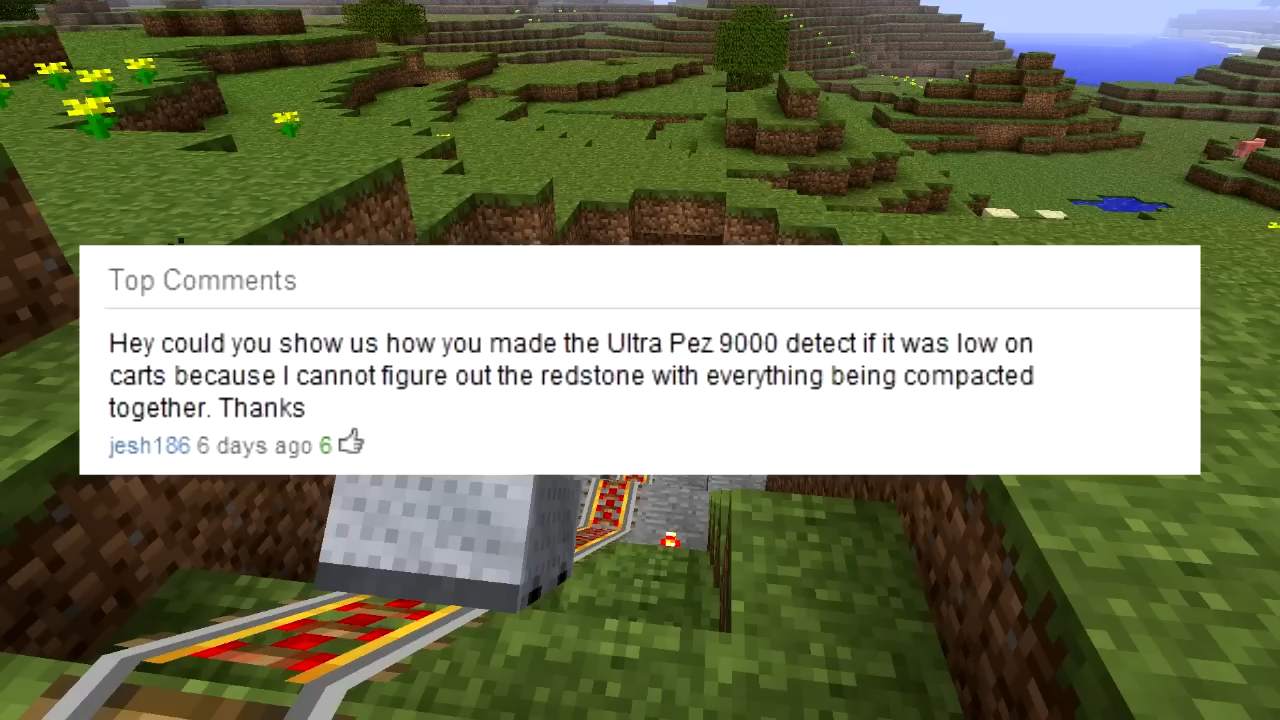 Top Comments
Hey could you show us how you made the Ultra Pez 9000 detect if it was low on
carts because I cannot figure out the redstone with everything being compacted
together. Thanks
jesh186 6 days ago 6